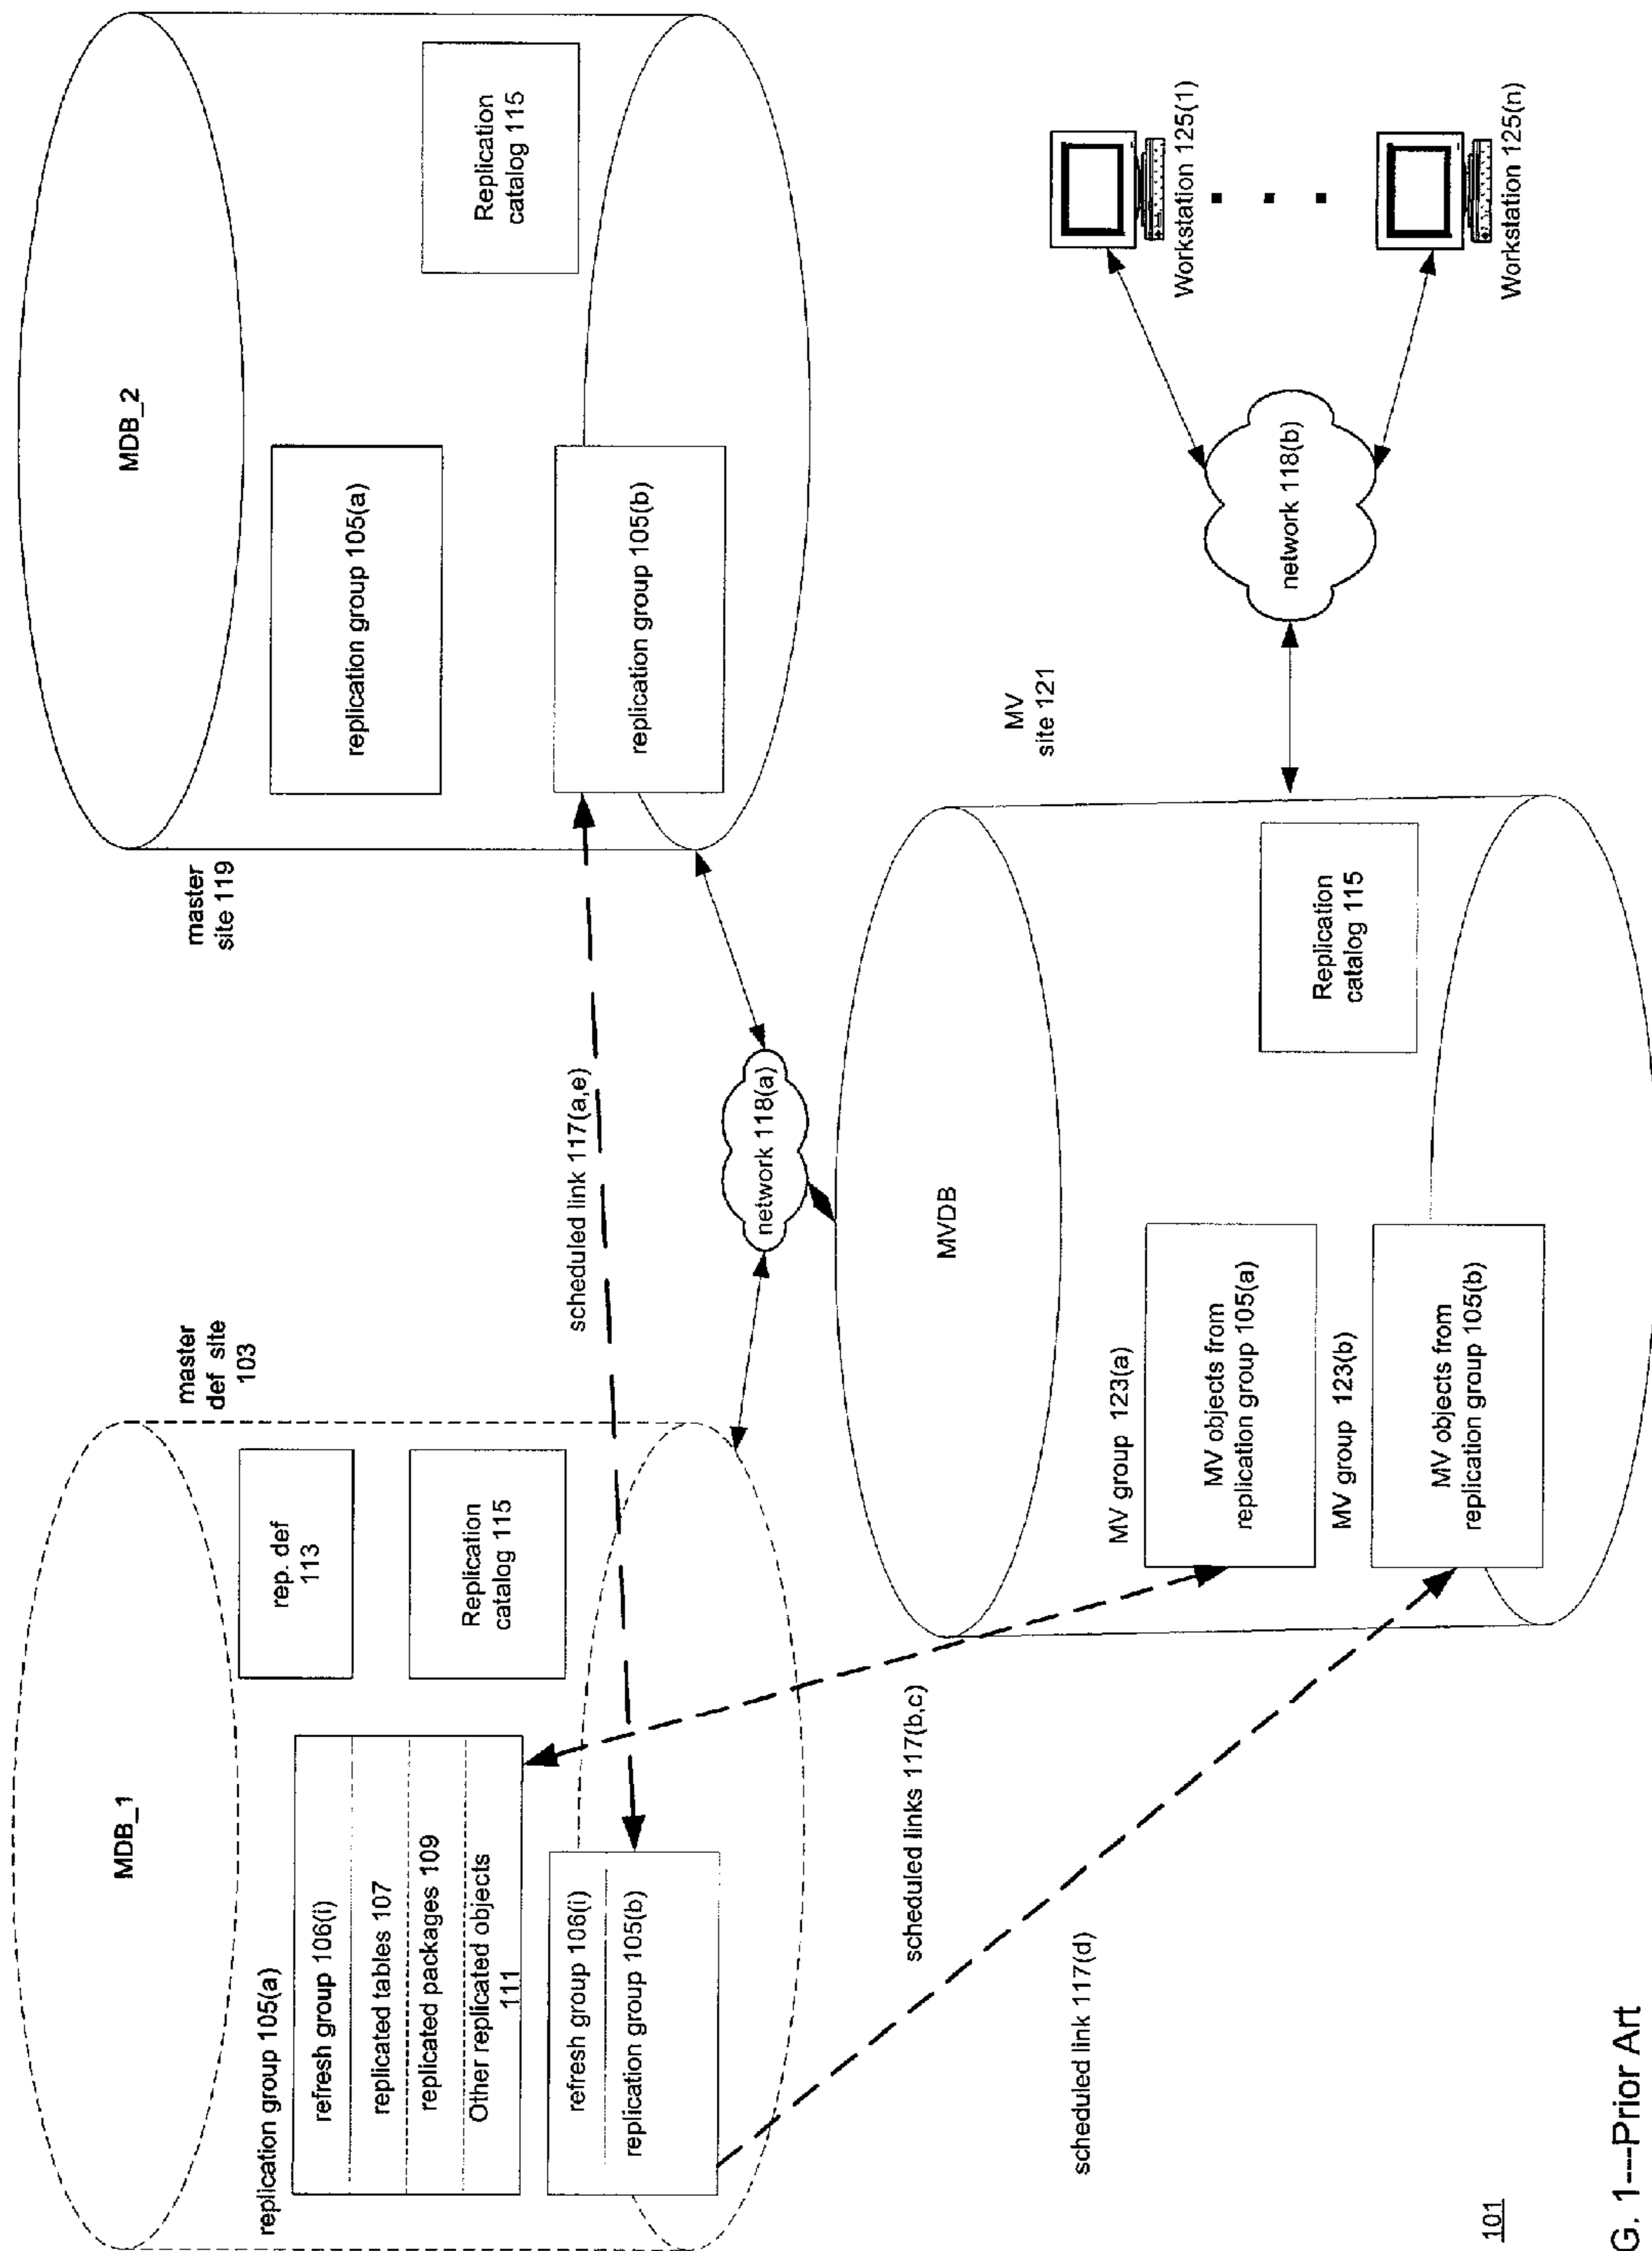 MDB_1
master
def site
103
replication group 105(a)
refresh group 106(i)
replicated tables 107
replicated packages 109
Other replicated objects
111
rep. def
113
Replication
catalog 115
refresh group 106(i)
replication group 105(b)
scheduled link 117(a,e)
master
site 119
MDB_2
replication group 105(a)
replication group 105(b)
Replication
catalog 115
network 118(a)
scheduled links 117(b,c)
scheduled link 117(d)
MVDB
MV group 123(a)
MV objects from
replication group 105(a)
MV group 123(b)
MV objects from
replication group 105(b)
Replication
catalog 115
MV
site 121
network 118(b)
Workstation 125(1)
Workstation 125(n)
101
G. 1---Prior Art